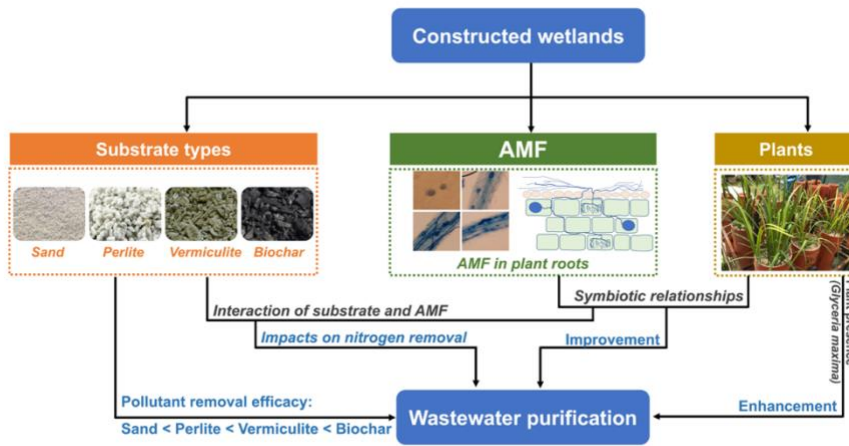 Constructed wetlands
Substrate types
AMF
Plants
Sand
Perlite
Vermiculite
Biochar
AMF in plant roots
Interaction of substrate and AMF
Symbiotic relationships
Impacts on nitrogen removal
Improvement
(Glyceria maxima)
Pollutant removal efficacy:
Sand < Perlite < Vermiculite < Biochar
Wastewater purification
Enhancement